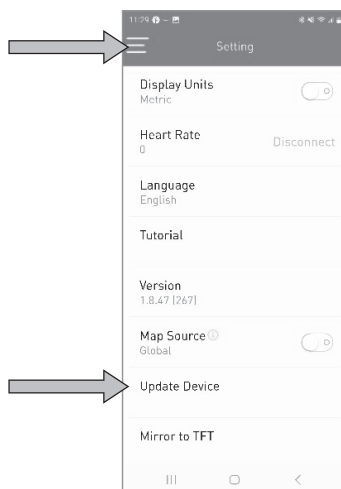 11:29
Setting
Display Units
Metric
Heart Rate
0
Disconnect
Language
English
Tutorial
Version
1.8.47 (267)
Map Source
Global
Update Device
Mirror to TFT